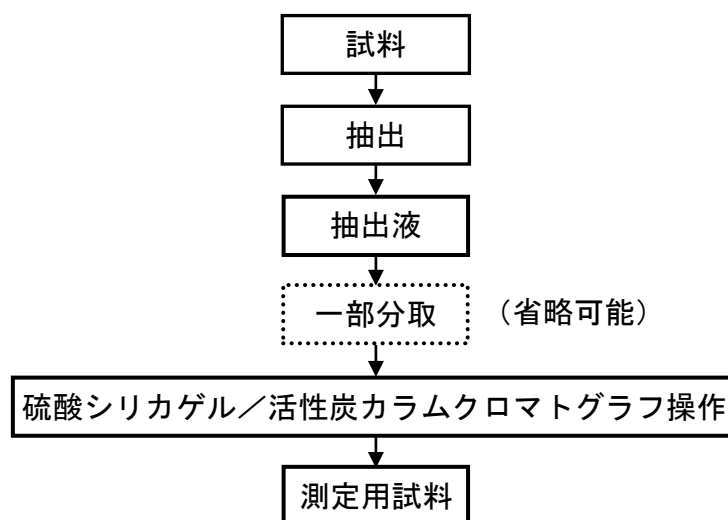 試料
抽出
抽出液
一部分取 （省略可能）
硫酸シリカゲル／活性炭カラムクロマトグラフ操作
測定用試料